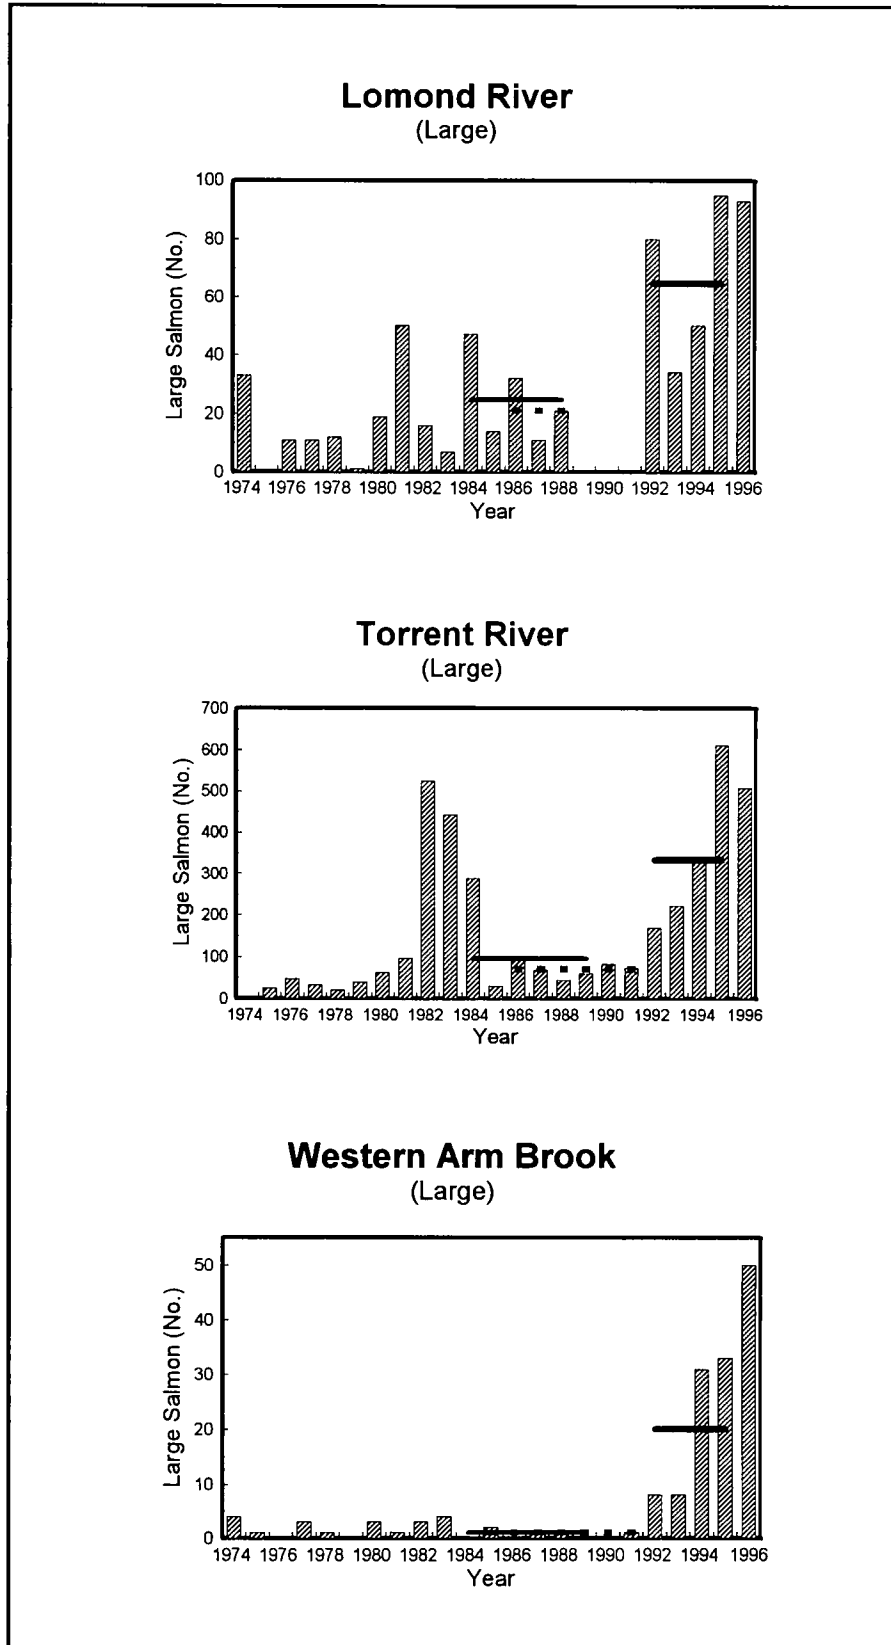 Lomond River
(Large)
Large Salmon (No.)
100
80
60
40
20
0
1974 1976 1978 1980 1982 1984 1986 1988 1990 1992 1994 1996
Year
Torrent River
(Large)
Large Salmon (No.)
700
600
500
400
300
200
100
0
1974 1976 1978 1980 1982 1984 1986 1988 1990 1992 1994 1996
Year
Western Arm Brook
(Large)
Large Salmon (No.)
50
40
30
20
10
0
1974 1976 1978 1980 1982 1984 1986 1988 1990 1992 1994 1996
Year